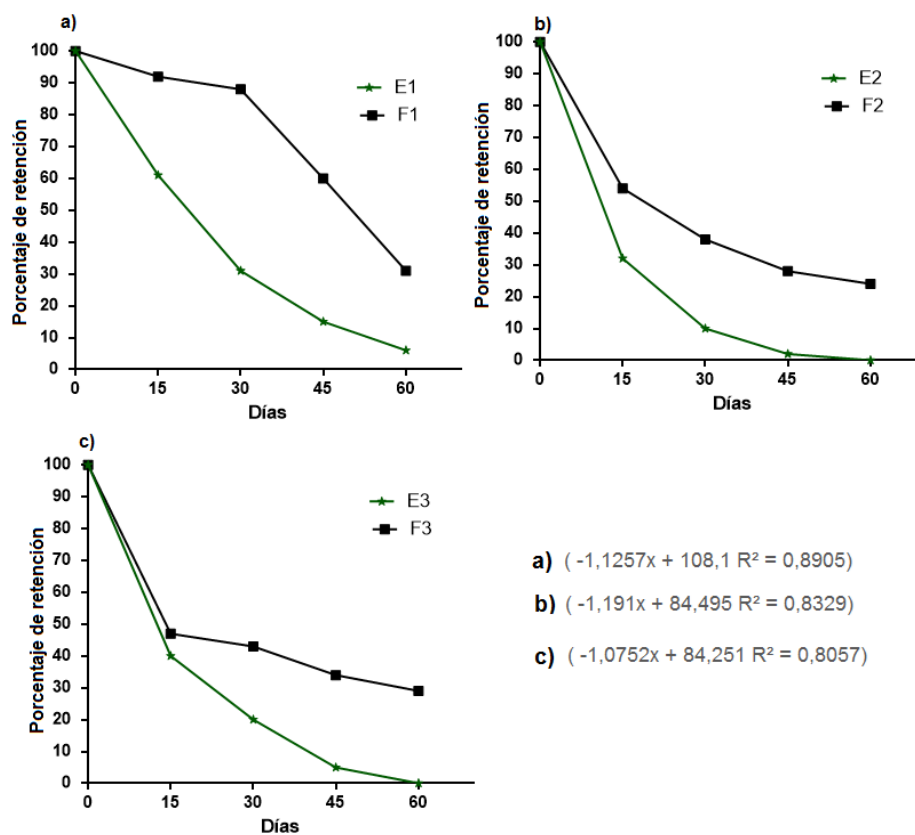 a)
Porcentaje de retención
100
90
80
70
60
50
40
30
20
10
0
0 15 30 45 60
Días
E1
F1
b)
Porcentaje de retención
100
90
80
70
60
50
40
30
20
10
0
0 15 30 45 60
Días
E2
F2
c)
Porcentaje de retención
100
90
80
70
60
50
40
30
20
10
0
0 15 30 45 60
Días
E3
F3
a) ( -1,1257x + 108,1 R² = 0,8905)
b) ( -1,191x + 84,495 R² = 0,8329)
c) ( -1,0752x + 84,251 R² = 0,8057)